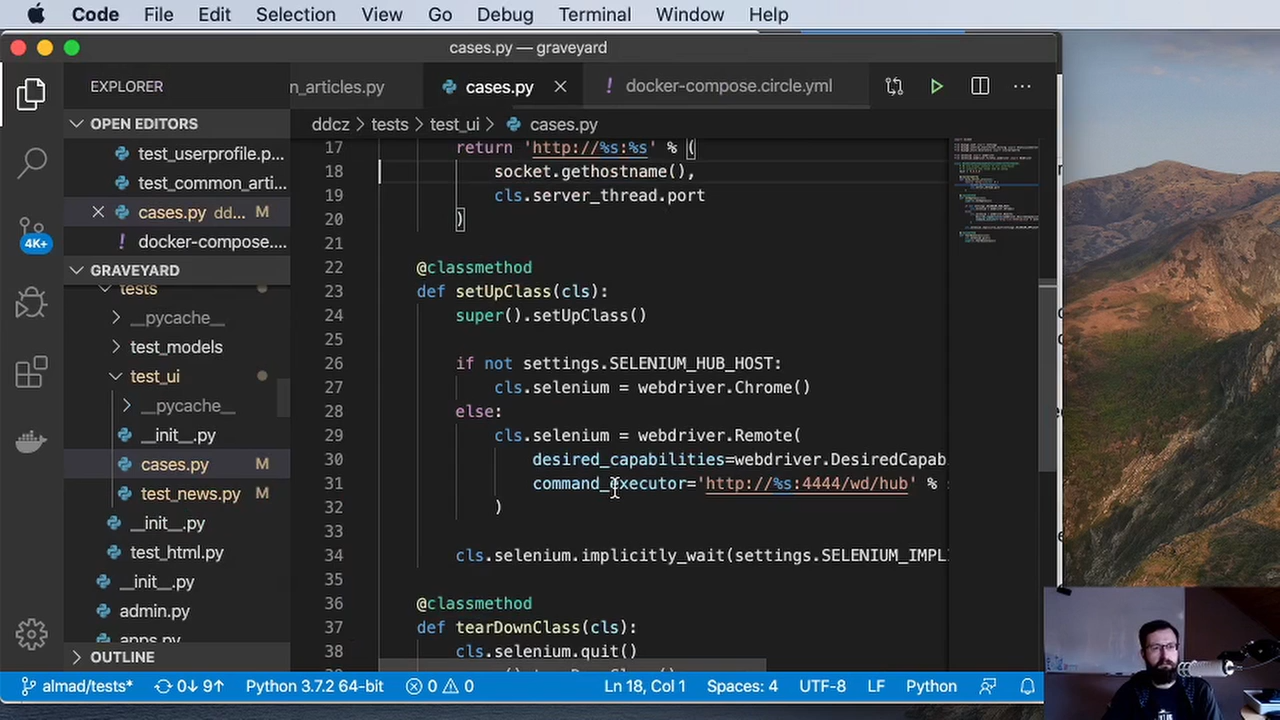 Code File Edit Selection View Go Debug Terminal Window Help
cases.py — graveyard
EXPLORER
n_articles.py
cases.py
docker-compose.circle.yml
OPEN EDITORS
test_userprofile.p...
test_common_arti...
cases.py ddcz... M
docker-compose....
GRAVEYARD
tests
__pycache__
test_models
test_ui
__pycache__
__init__.py
cases.py M
test_news.py M
__init__.py
test_html.py
__init__.py
admin.py
apps.py
OUTLINE
4K+
ddcz > tests > test_ui > cases.py
17 return 'http://%s:%s' % (
18 socket.gethostname(),
19 cls.server_thread.port
20 )
21
22 @classmethod
23 def setUpClass(cls):
24 super().setUpClass()
25
26 if not settings.SELENIUM_HUB_HOST:
27 cls.selenium = webdriver.Chrome()
28 else:
29 cls.selenium = webdriver.Remote(
30 desired_capabilities=webdriver.DesiredCapab
31 command_executor='http://%s:4444/wd/hub' %
32 )
33
34 cls.selenium.implicitly_wait(settings.SELENIUM_IMPL
35
36 @classmethod
37 def tearDownClass(cls):
38 cls.selenium.quit()
almad/tests* 0↓ 9↑ Python 3.7.2 64-bit 0 0 Ln 18, Col 1 Spaces: 4 UTF-8 LF Python